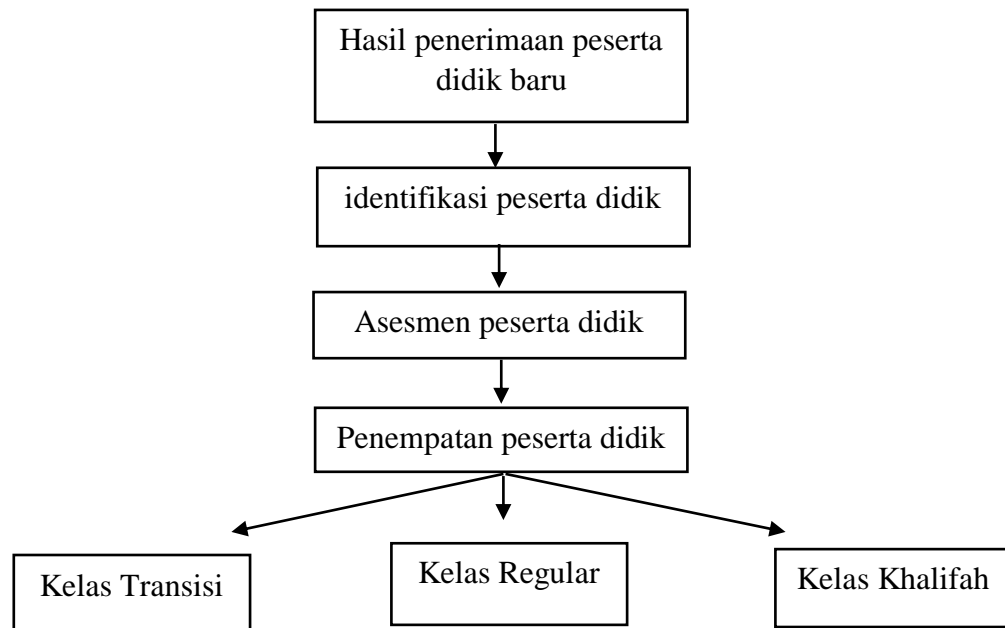 Hasil penerimaan peserta
didik baru
identifikasi peserta didik
Asesmen peserta didik
Penempatan peserta didik
Kelas Transisi
Kelas Regular
Kelas Khalifah